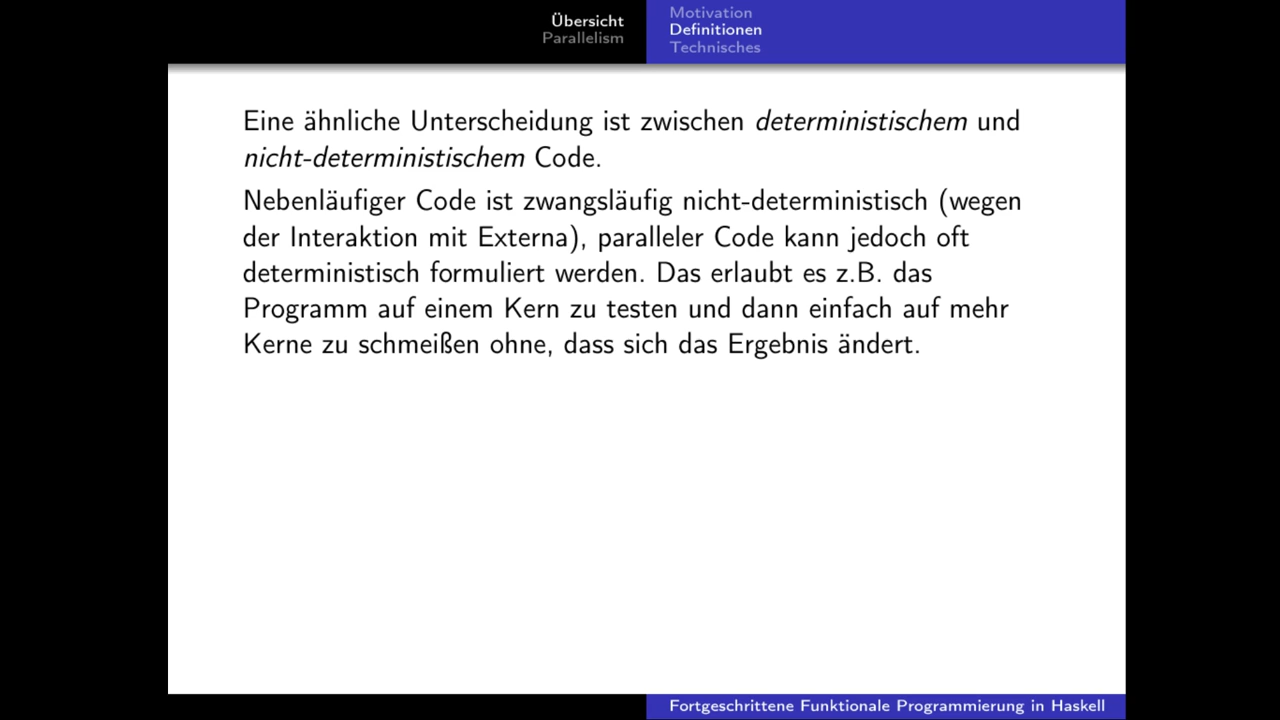 Übersicht
Parallelism
Motivation
Definitionen
Technisches
Eine ähnliche Unterscheidung ist zwischen deterministischem und
nicht-deterministischem Code.
Nebenläufiger Code ist zwangsläufig nicht-deterministisch (wegen
der Interaktion mit Externa), paralleler Code kann jedoch oft
deterministisch formuliert werden. Das erlaubt es z.B. das
Programm auf einem Kern zu testen und dann einfach auf mehr
Kerne zu schmeißen ohne, dass sich das Ergebnis ändert.
Fortgeschrittene Funktionale Programmierung in Haskell